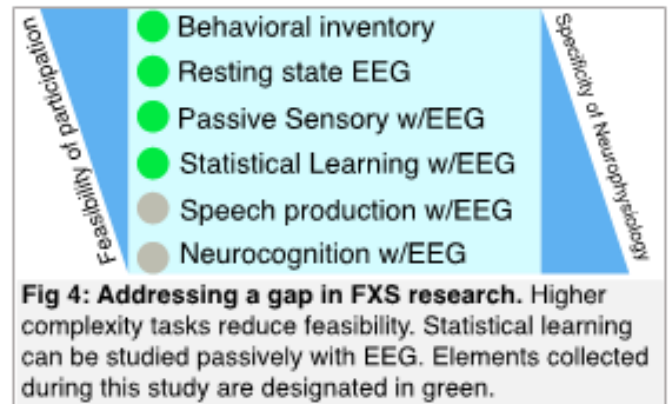 Feasibility of participation
Behavioral inventory
Resting state EEG
Passive Sensory w/EEG
Statistical Learning w/EEG
Speech production w/EEG
Neurocognition w/EEG
Specificity of Neurophysiology
Fig 4: Addressing a gap in FXS research. Higher
complexity tasks reduce feasibility. Statistical learning
can be studied passively with EEG. Elements collected
during this study are designated in green.